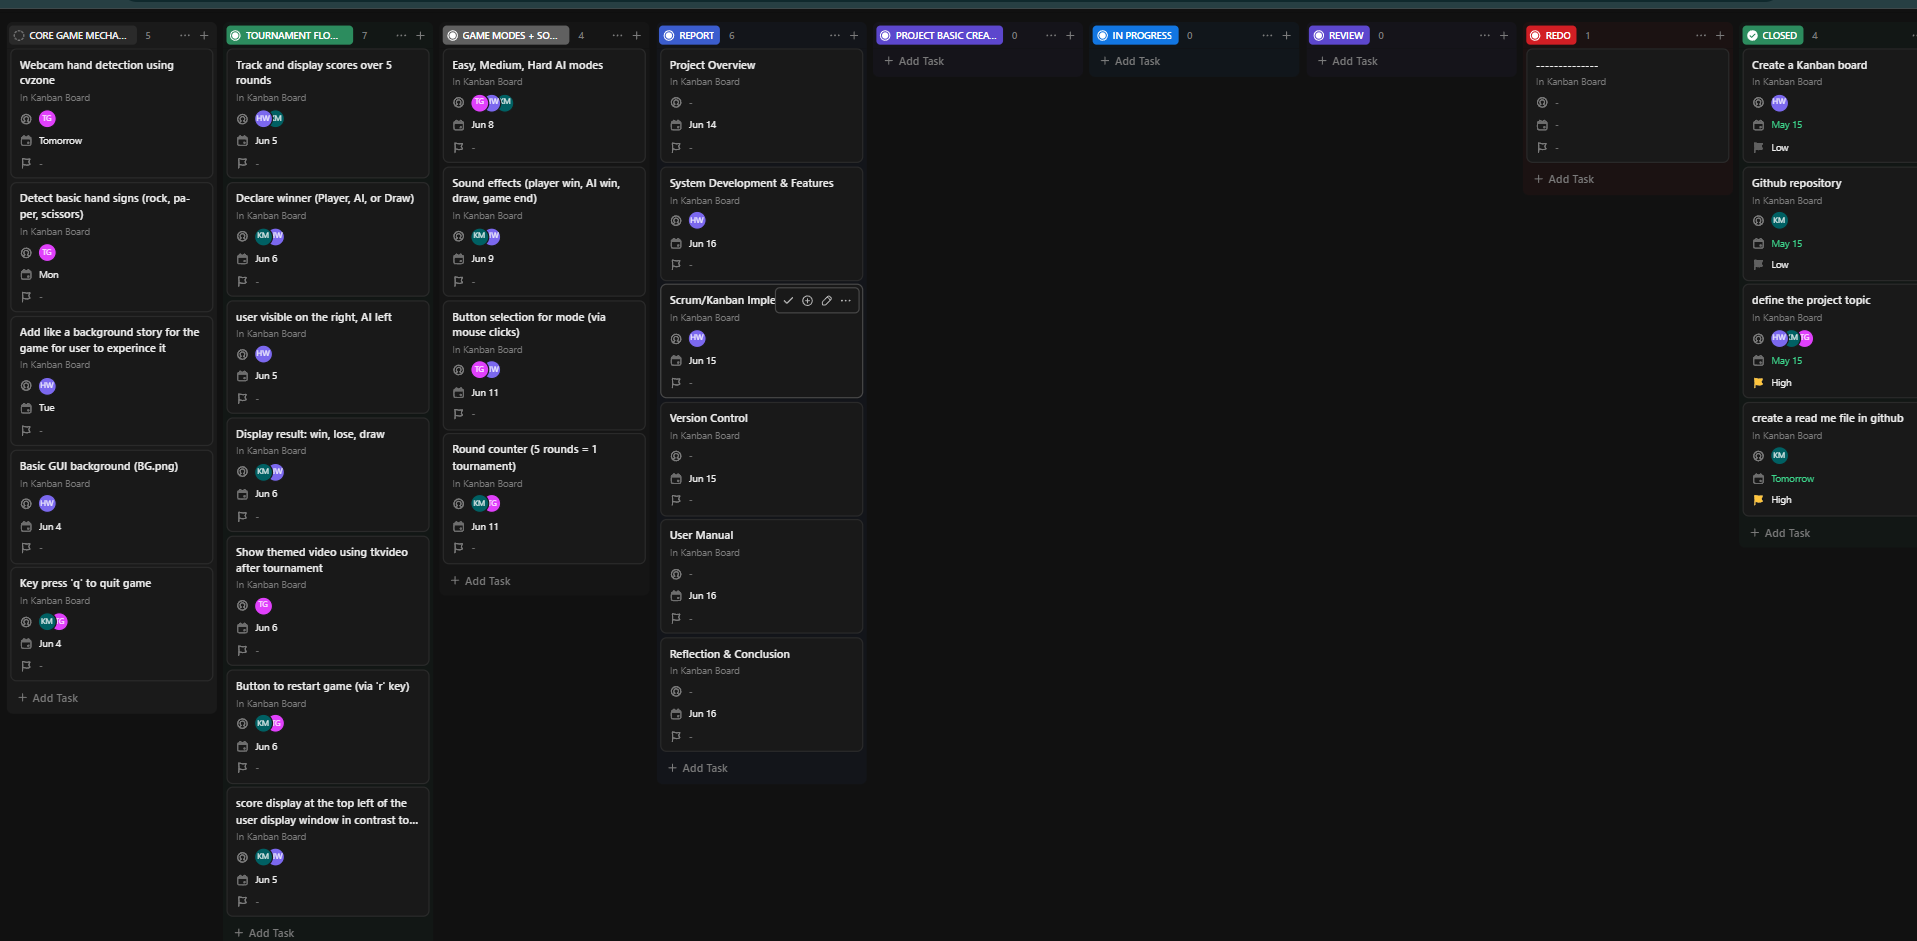 CORE GAME MECHA... 5
Webcam hand detection using
cvzone
In Kanban Board
TG
Tomorrow
-
Detect basic hand signs (rock, pa-
per, scissors)
In Kanban Board
TG
Mon
-
Add like a background story for the
game for user to experince it
In Kanban Board
HW
Tue
-
Basic GUI background (BG.png)
In Kanban Board
HW
Jun 4
-
Key press 'q' to quit game
In Kanban Board
KM TG
Jun 4
-
+ Add Task
TOURNAMENT FLO... 7
Track and display scores over 5
rounds
In Kanban Board
HW KM
Jun 5
-
Declare winner (Player, AI, or Draw)
In Kanban Board
KM HW
Jun 6
-
user visible on the right, AI left
In Kanban Board
HW
Jun 5
-
Display result: win, lose, draw
In Kanban Board
KM HW
Jun 6
-
Show themed video using tkvideo
after tournament
In Kanban Board
TG
Jun 6
-
Button to restart game (via 'r' key)
In Kanban Board
KM TG
Jun 6
-
score display at the top left of the
user display window in contrast to...
In Kanban Board
KM HW
Jun 5
-
+ Add Task
GAME MODES + SO... 4
Easy, Medium, Hard AI modes
In Kanban Board
TG HW KM
Jun 8
-
Sound effects (player win, AI win,
draw, game end)
In Kanban Board
KM HW
Jun 9
-
Button selection for mode (via
mouse clicks)
In Kanban Board
TG HW
Jun 11
-
Round counter (5 rounds = 1
tournament)
In Kanban Board
KM TG
Jun 11
-
+ Add Task
REPORT 6
Project Overview
In Kanban Board
-
Jun 14
-
System Development & Features
In Kanban Board
HW
Jun 16
-
Scrum/Kanban Imple
In Kanban Board
HW
Jun 15
-
Version Control
In Kanban Board
-
Jun 15
-
User Manual
In Kanban Board
-
Jun 16
-
Reflection & Conclusion
In Kanban Board
-
Jun 16
-
+ Add Task
PROJECT BASIC CREA... 0
+ Add Task
IN PROGRESS 0
+ Add Task
REVIEW 0
+ Add Task
REDO 1
--------------
In Kanban Board
-
-
-
+ Add Task
CLOSED 4
Create a Kanban board
In Kanban Board
HW
May 15
Low
Github repository
In Kanban Board
KM
May 15
Low
define the project topic
In Kanban Board
HW KM TG
May 15
High
create a read me file in github
In Kanban Board
KM
Tomorrow
High
+ Add Task